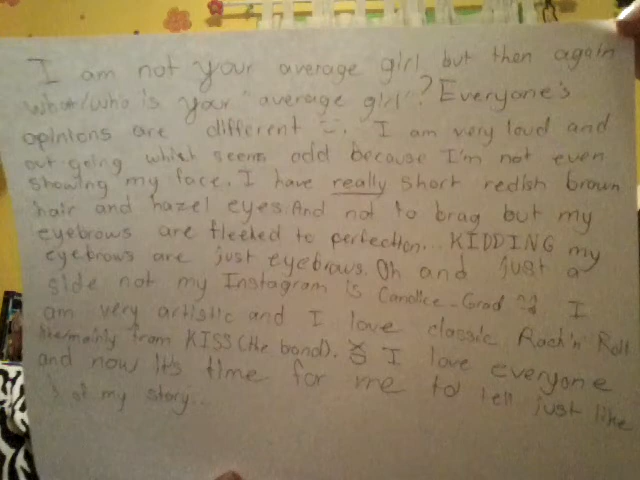 I am not your average girl, but then again
what/who is your "average girl"? Everyone's
opinions are different :). I am very loud and
out going which seems odd because I'm not even
showing my face. I have really short redish brown
hair and hazel eyes. And not to brag but my
eyebrows are fleeked to perfection... KIDDING my
eyebrows are just eyebrows. Oh and just a
side not my Instagram is Candice_Grad I
am very artistic and I love classic Rock'n' Roll
mainly from KISS (the band). I love everyone
and now it's time for me to tell just like
of my story...